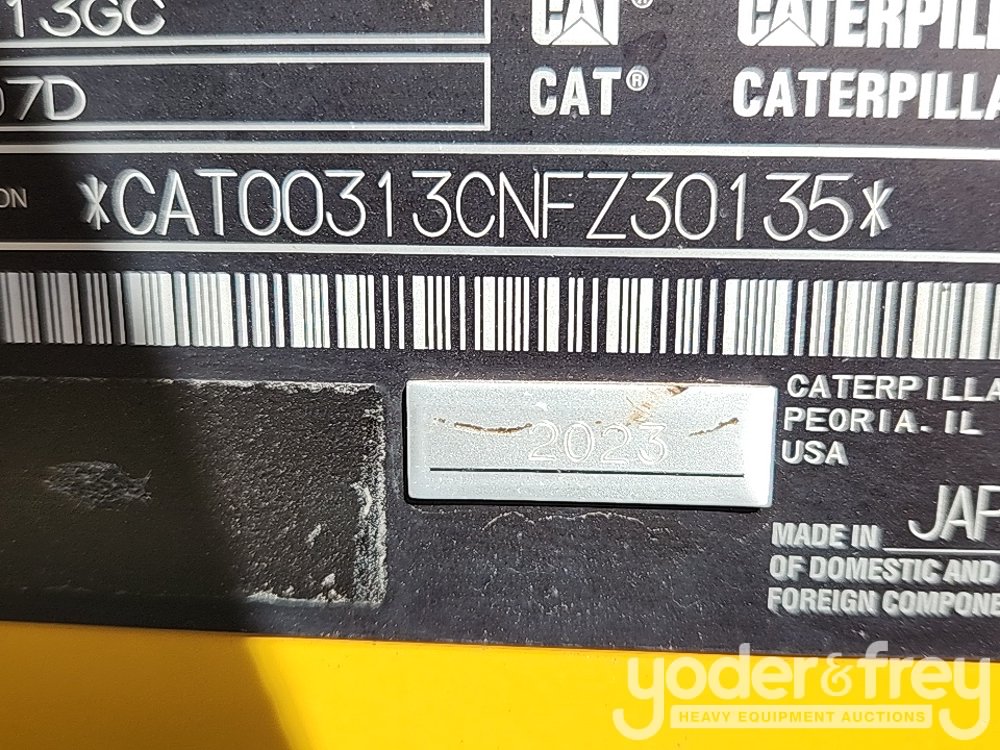 13GC
CAT® CATERPILL
07D
CAT® CATERPILLA
ON *CAT00313CNFZ30135*
2023
CATERPILLA
PEORIA, IL
USA
MADE IN JAP
OF DOMESTIC AND
FOREIGN COMPONE
yoder&frey
HEAVY EQUIPMENT AUCTIONS